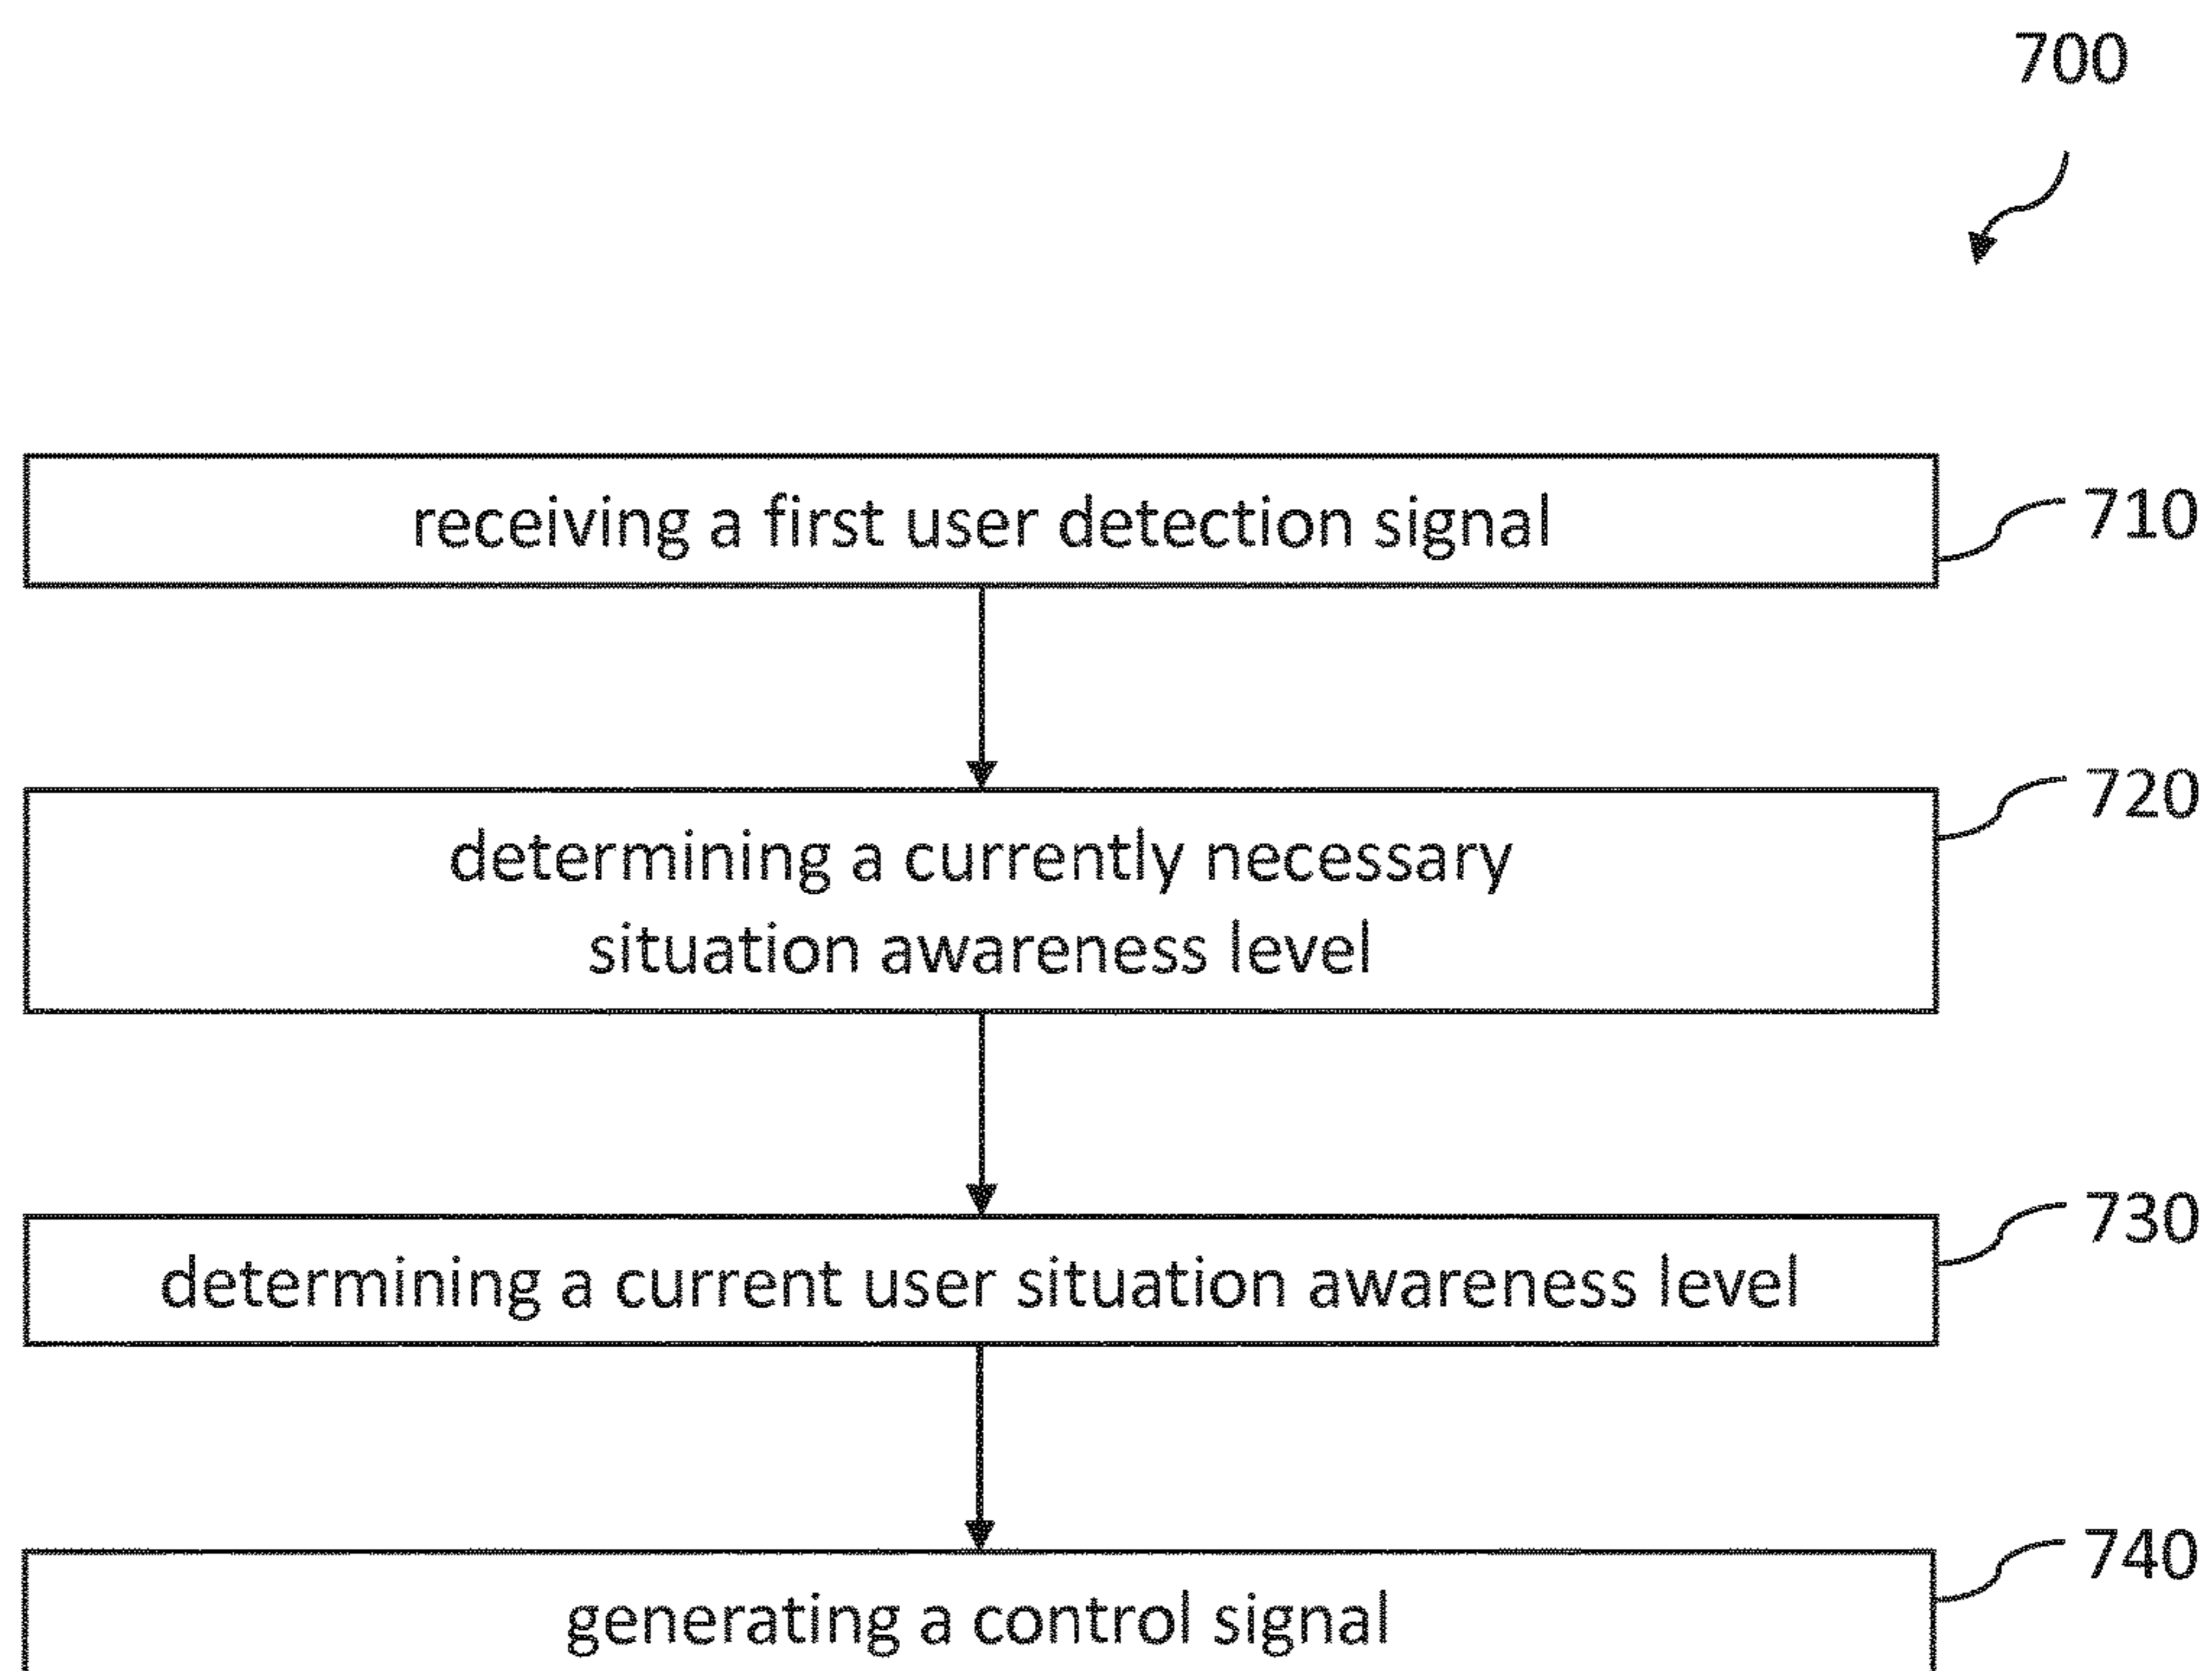 700
receiving a first user detection signal
710
determining a currently necessary
situation awareness level
720
determining a current user situation awareness level
730
generating a control signal
740